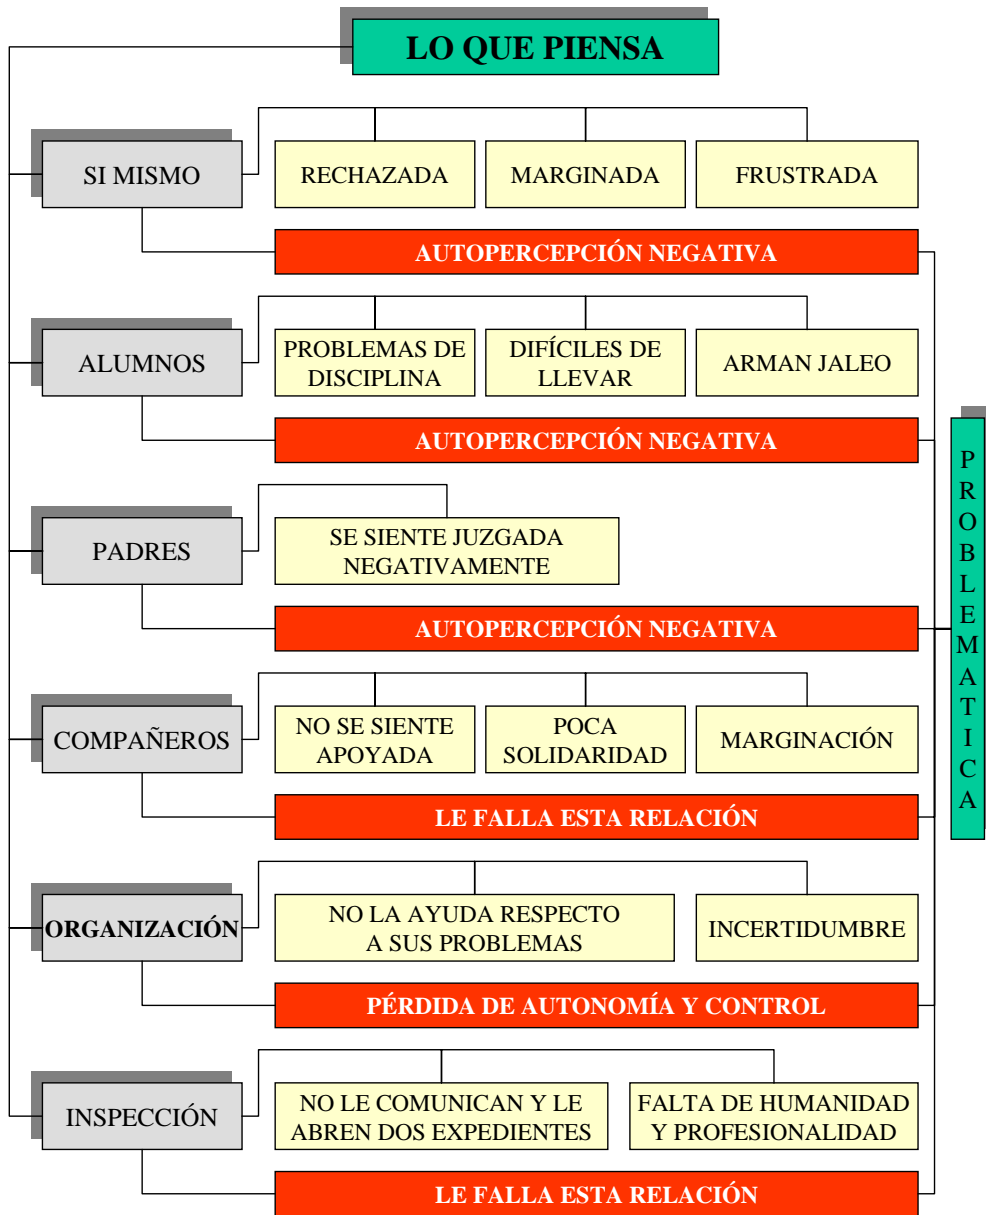 LO QUE PIENSA
SI MISMO
RECHAZADA
MARGINADA
FRUSTRADA
AUTOPERCEPCIÓN NEGATIVA
ALUMNOS
PROBLEMAS DE
DISCIPLINA
DIFÍCILES DE
LLEVAR
ARMAN JALEO
AUTOPERCEPCIÓN NEGATIVA
PADRES
SE SIENTE JUZGADA
NEGATIVAMENTE
AUTOPERCEPCIÓN NEGATIVA
COMPAÑEROS
NO SE SIENTE
APOYADA
POCA
SOLIDARIDAD
MARGINACIÓN
LE FALLA ESTA RELACIÓN
ORGANIZACIÓN
NO LA AYUDA RESPECTO
A SUS PROBLEMAS
INCERTIDUMBRE
PÉRDIDA DE AUTONOMÍA Y CONTROL
INSPECCIÓN
NO LE COMUNICAN Y LE
ABREN DOS EXPEDIENTES
FALTA DE HUMANIDAD
Y PROFESIONALIDAD
LE FALLA ESTA RELACIÓN
PROBLEMATICA